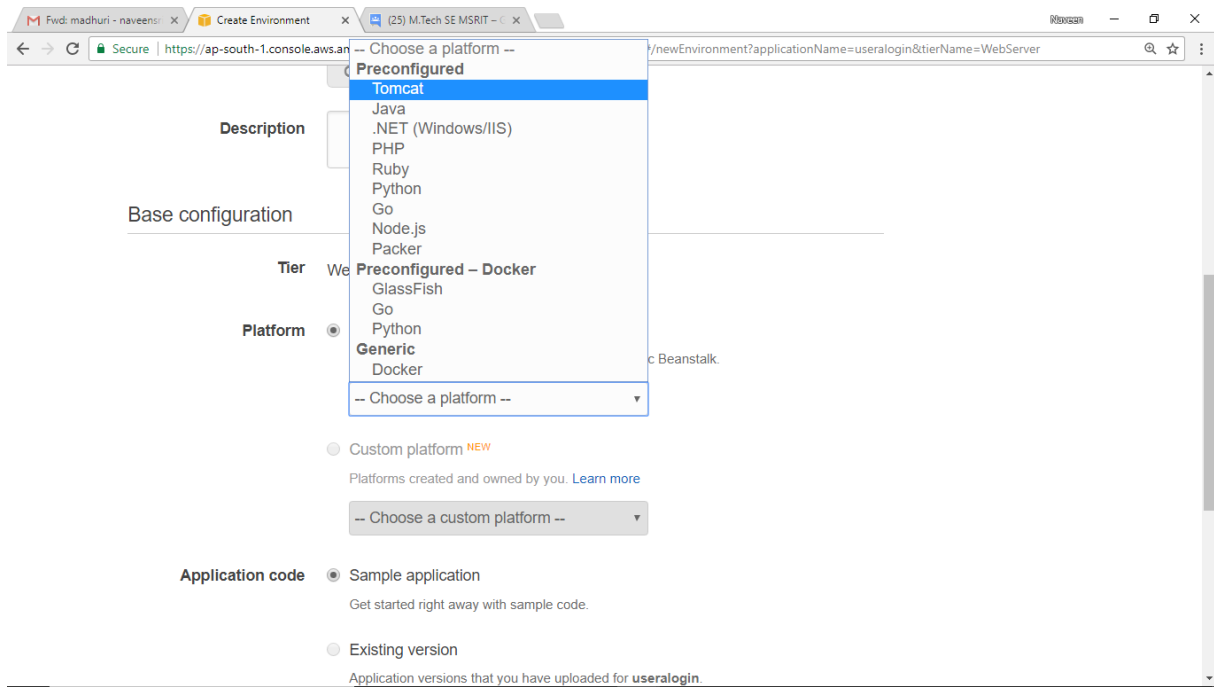 Fwd: madhuri - naveensr
Create Environment
(25) M.Tech SE MSRIT – G
Naveen
Secure
https://ap-south-1.console.aws.am
#/newEnvironment?applicationName=useralogin&tierName=WebServer
-- Choose a platform --
Preconfigured
Tomcat
Java
Description
.NET (Windows/IIS)
PHP
Ruby
Python
Base configuration
Go
Node.js
Packer
Tier
We
Preconfigured – Docker
GlassFish
Go
Platform
Python
Generic
c Beanstalk.
Docker
-- Choose a platform --
Custom platform NEW
Platforms created and owned by you. Learn more
-- Choose a custom platform --
Application code
Sample application
Get started right away with sample code.
Existing version
Application versions that you have uploaded for useralogin.